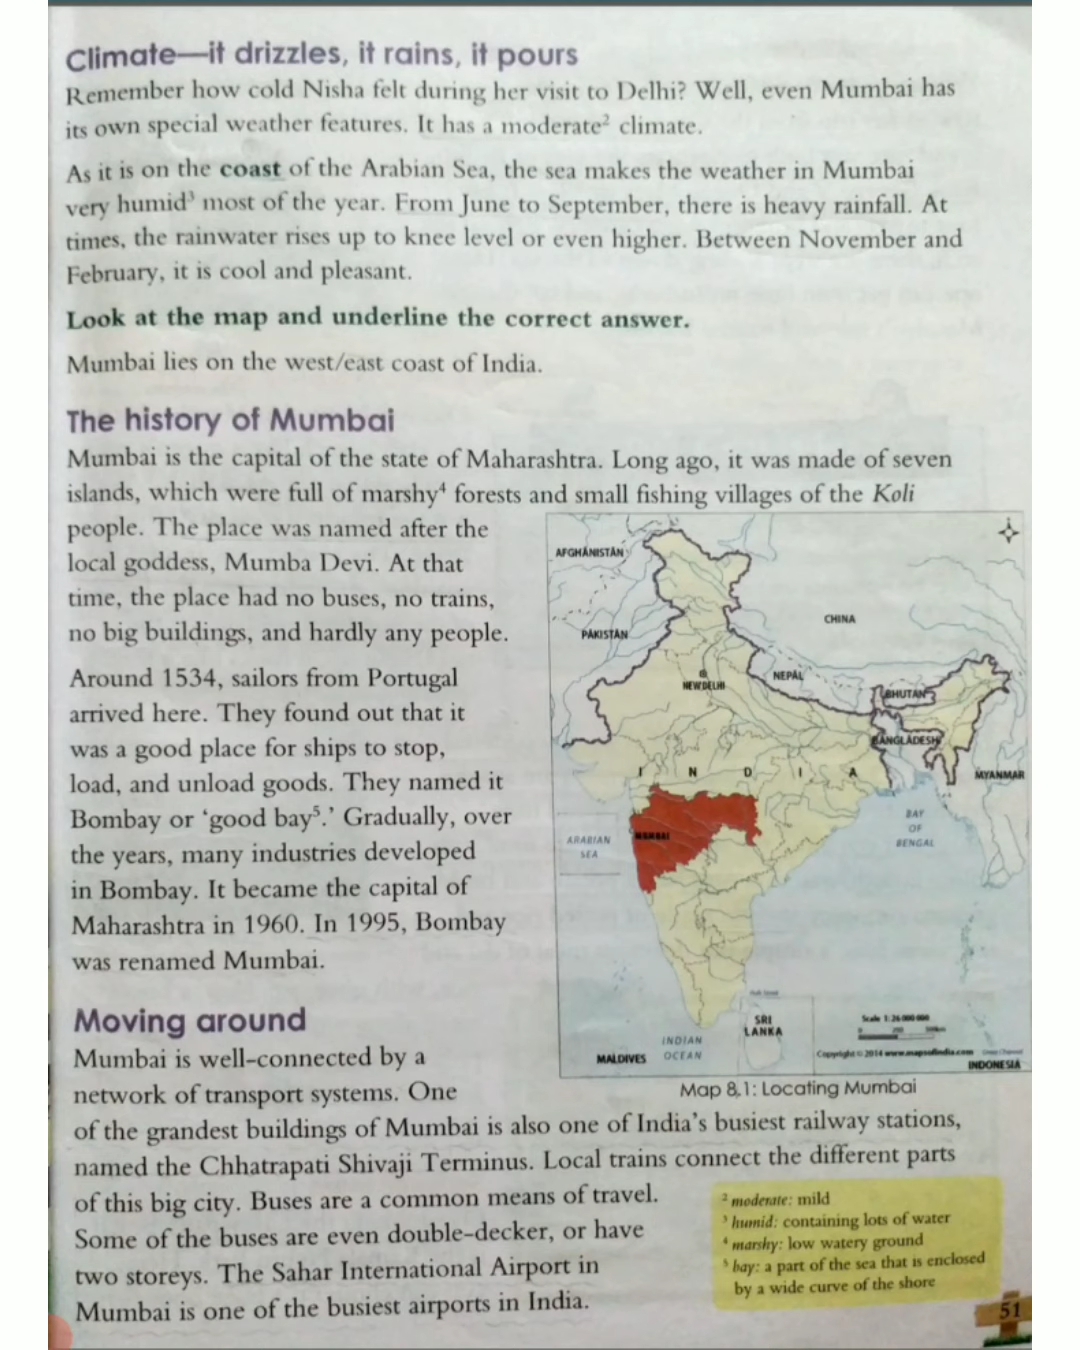 Climate—it drizzles, it rains, it pours
Remember how cold Nisha felt during her visit to Delhi? Well, even Mumbai has
its own special weather features. It has a moderate² climate.
As it is on the coast of the Arabian Sea, the sea makes the weather in Mumbai
very humid³ most of the year. From June to September, there is heavy rainfall. At
times, the rainwater rises up to knee level or even higher. Between November and
February, it is cool and pleasant.
Look at the map and underline the correct answer.
Mumbai lies on the west/east coast of India.
The history of Mumbai
Mumbai is the capital of the state of Maharashtra. Long ago, it was made of seven
islands, which were full of marshy⁴ forests and small fishing villages of the Koli
people. The place was named after the
local goddess, Mumba Devi. At that
time, the place had no buses, no trains,
no big buildings, and hardly any people.
Around 1534, sailors from Portugal
arrived here. They found out that it
was a good place for ships to stop,
load, and unload goods. They named it
Bombay or ‘good bay⁵.’ Gradually, over
the years, many industries developed
in Bombay. It became the capital of
Maharashtra in 1960. In 1995, Bombay
was renamed Mumbai.
AFGHANISTAN
CHINA
PAKISTAN
NEPAL
NEW DELHI
BHUTAN
BANGLADESH
I N D I A
MYANMAR
BAY
OF
BENGAL
ARABIAN
SEA
MUMBAI
SRI
LANKA
Scale 1:26 000 000
INDIAN
OCEAN
MALDIVES
Copyright © 2014 www.mapsofindia.com
INDONESIA
Map 8.1: Locating Mumbai
Moving around
Mumbai is well-connected by a
network of transport systems. One
of the grandest buildings of Mumbai is also one of India’s busiest railway stations,
named the Chhatrapati Shivaji Terminus. Local trains connect the different parts
of this big city. Buses are a common means of travel.
Some of the buses are even double-decker, or have
two storeys. The Sahar International Airport in
Mumbai is one of the busiest airports in India.
² moderate: mild
³ humid: containing lots of water
⁴ marshy: low watery ground
⁵ bay: a part of the sea that is enclosed
by a wide curve of the shore
51